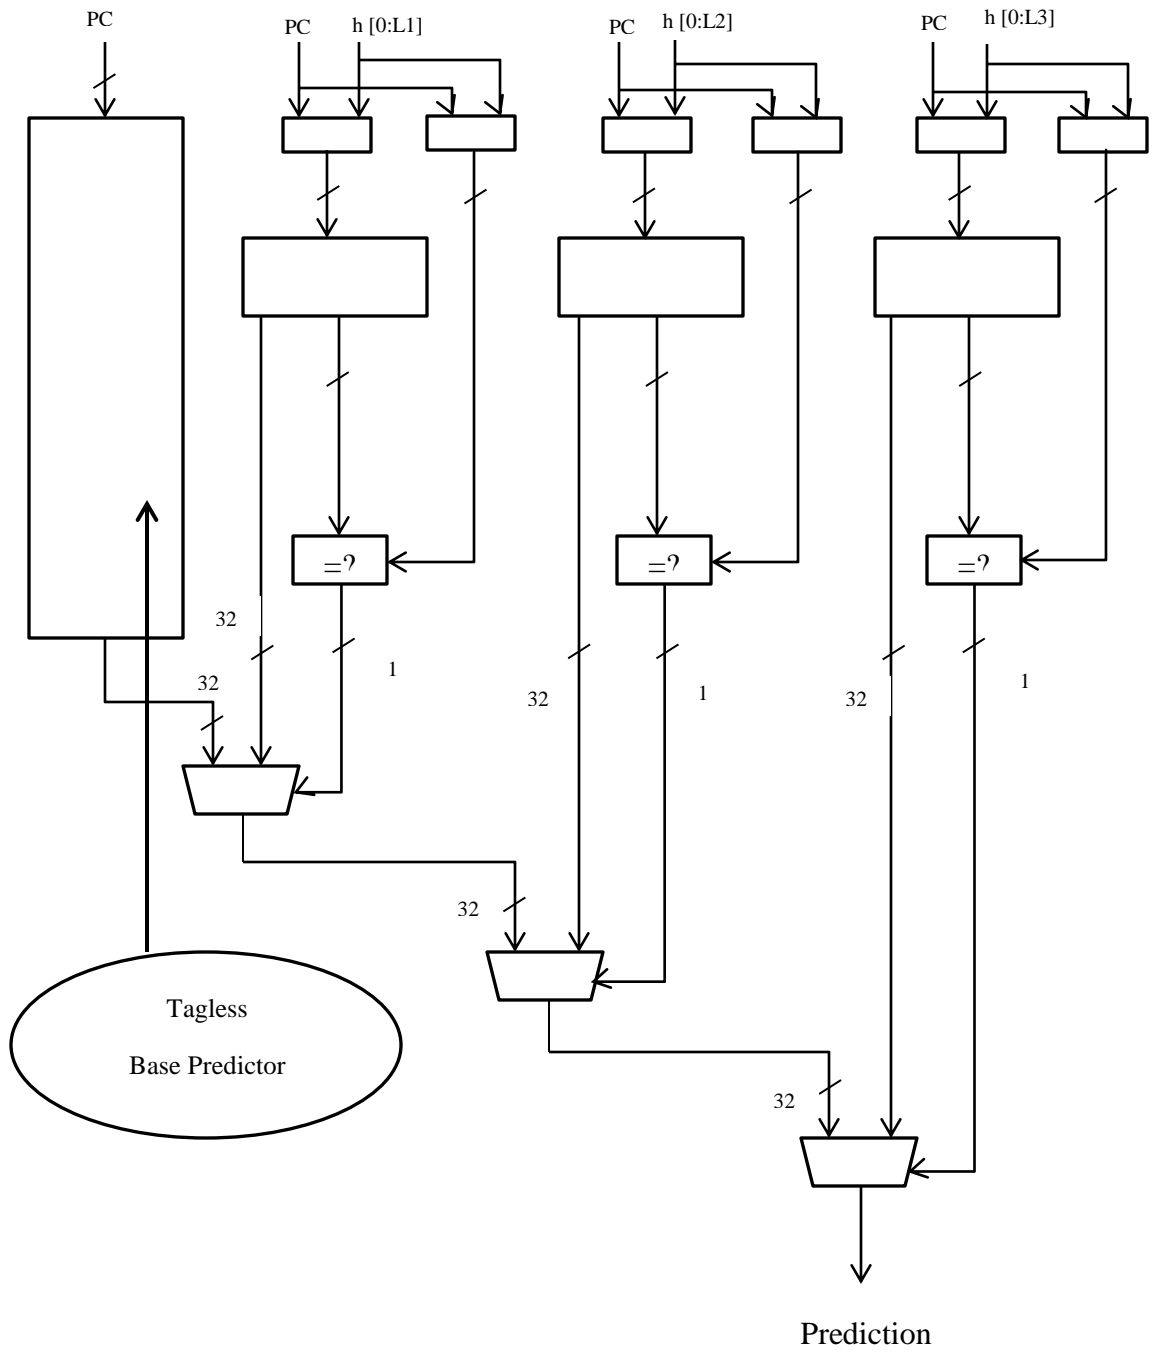 PC
PC
h [0:L1]
PC
h [0:L2]
PC
h [0:L3]
=?
=?
=?
32
32
1
32
1
32
1
32
Tagless
Base Predictor
32
Prediction